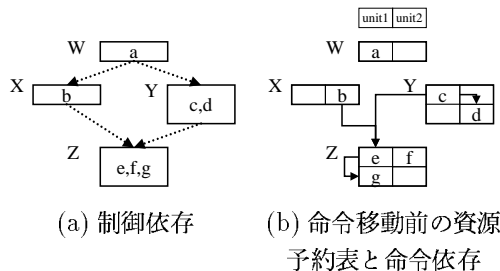 unit1 unit2
W a
W a
X b
Y c,d
X b
Y c
d
Z e,f,g
Z e f
g
(a) 制御依存
(b) 命令移動前の資源
予約表と命令依存